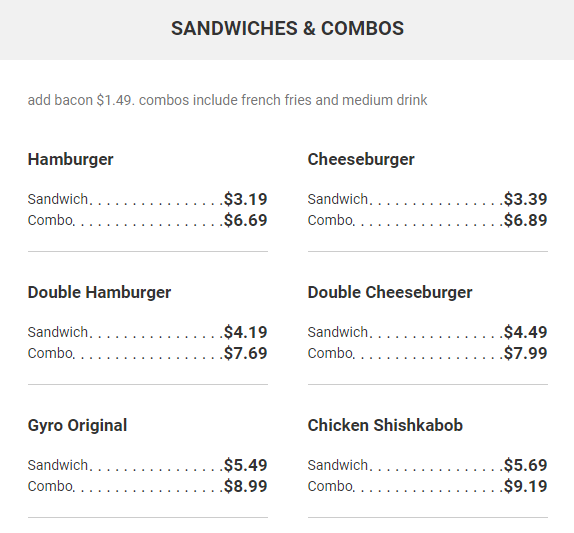 SANDWICHES & COMBOS
add bacon $1.49. combos include french fries and medium drink
Hamburger
Sandwich. . . . . . . . . . . . . . . .$3.19
Combo. . . . . . . . . . . . . . . . . .$6.69
Cheeseburger
Sandwich. . . . . . . . . . . . . . . .$3.39
Combo. . . . . . . . . . . . . . . . . .$6.89
Double Hamburger
Sandwich. . . . . . . . . . . . . . . .$4.19
Combo. . . . . . . . . . . . . . . . . .$7.69
Double Cheeseburger
Sandwich. . . . . . . . . . . . . . . .$4.49
Combo. . . . . . . . . . . . . . . . . .$7.99
Gyro Original
Sandwich. . . . . . . . . . . . . . . .$5.49
Combo. . . . . . . . . . . . . . . . . .$8.99
Chicken Shishkabob
Sandwich. . . . . . . . . . . . . . . .$5.69
Combo. . . . . . . . . . . . . . . . . .$9.19